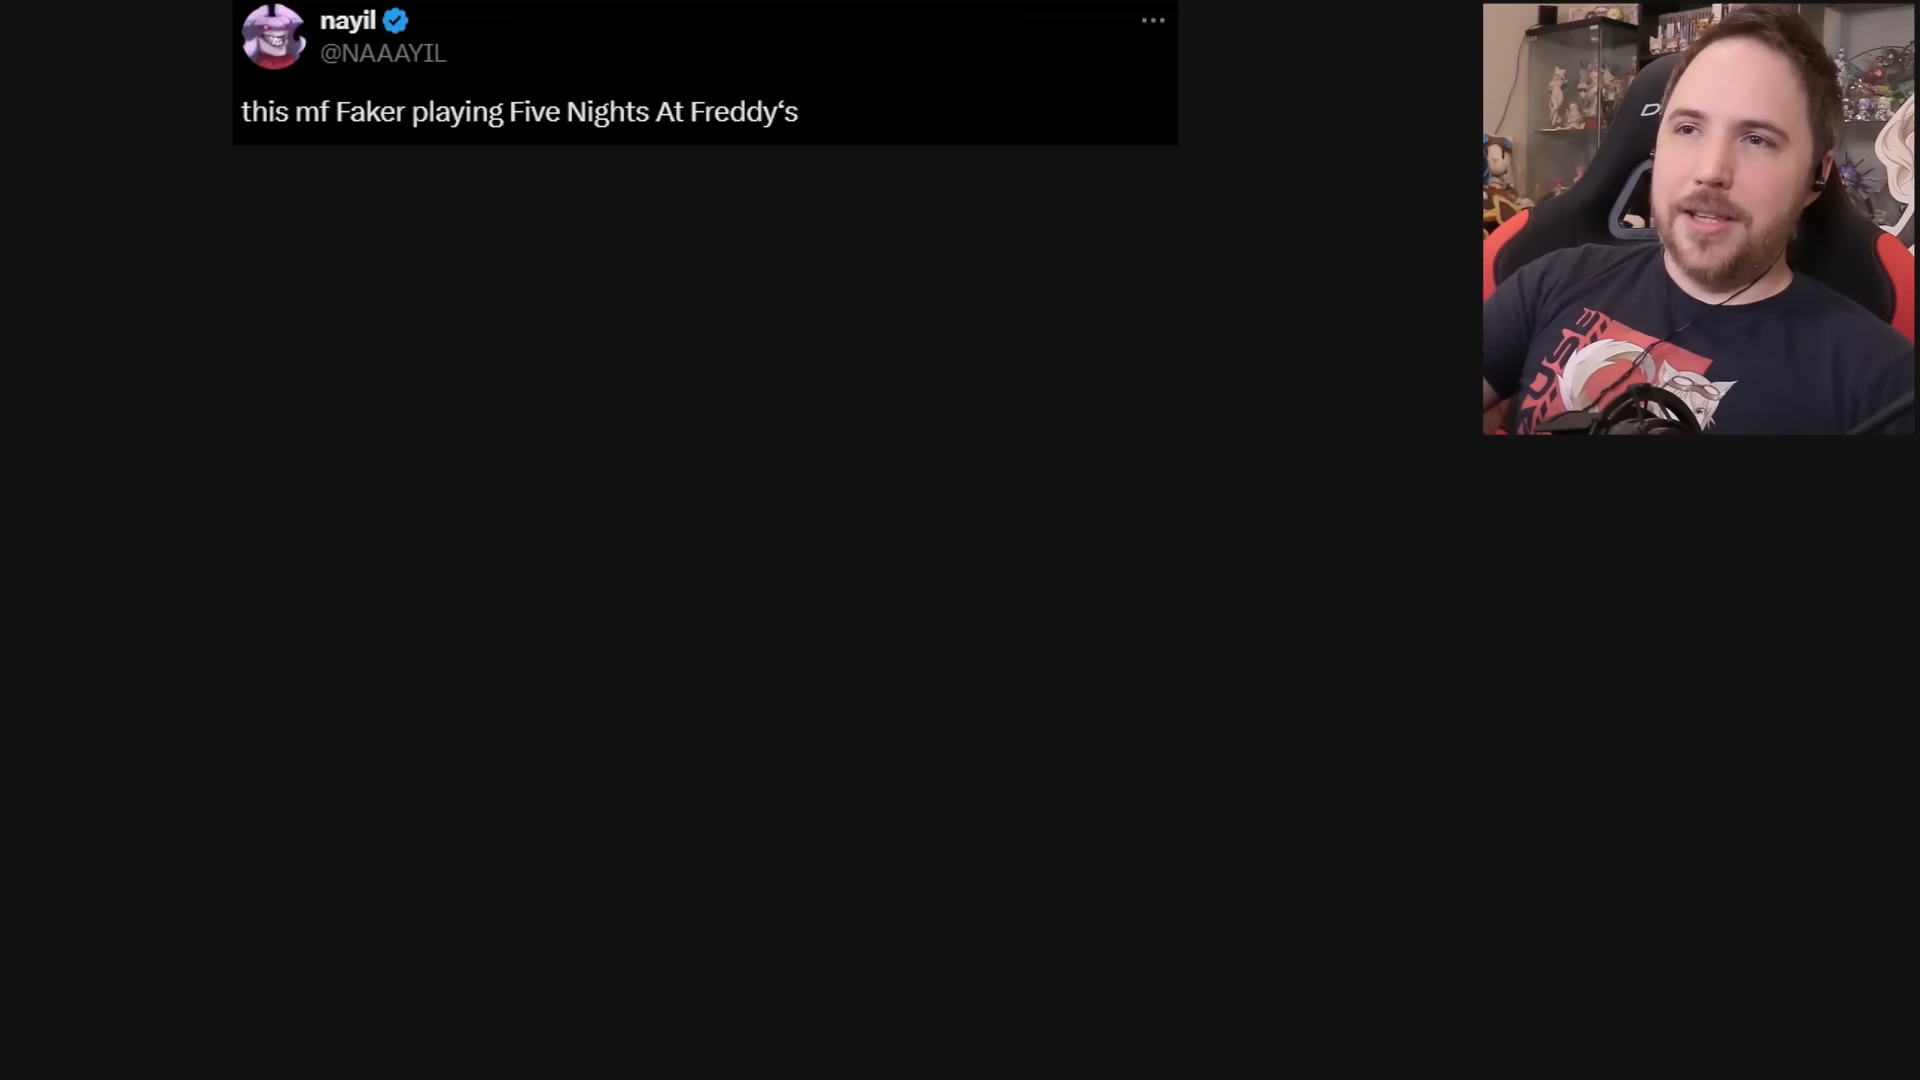 nayil
@NAAAYIL
this mf Faker playing Five Nights At Freddy‘s